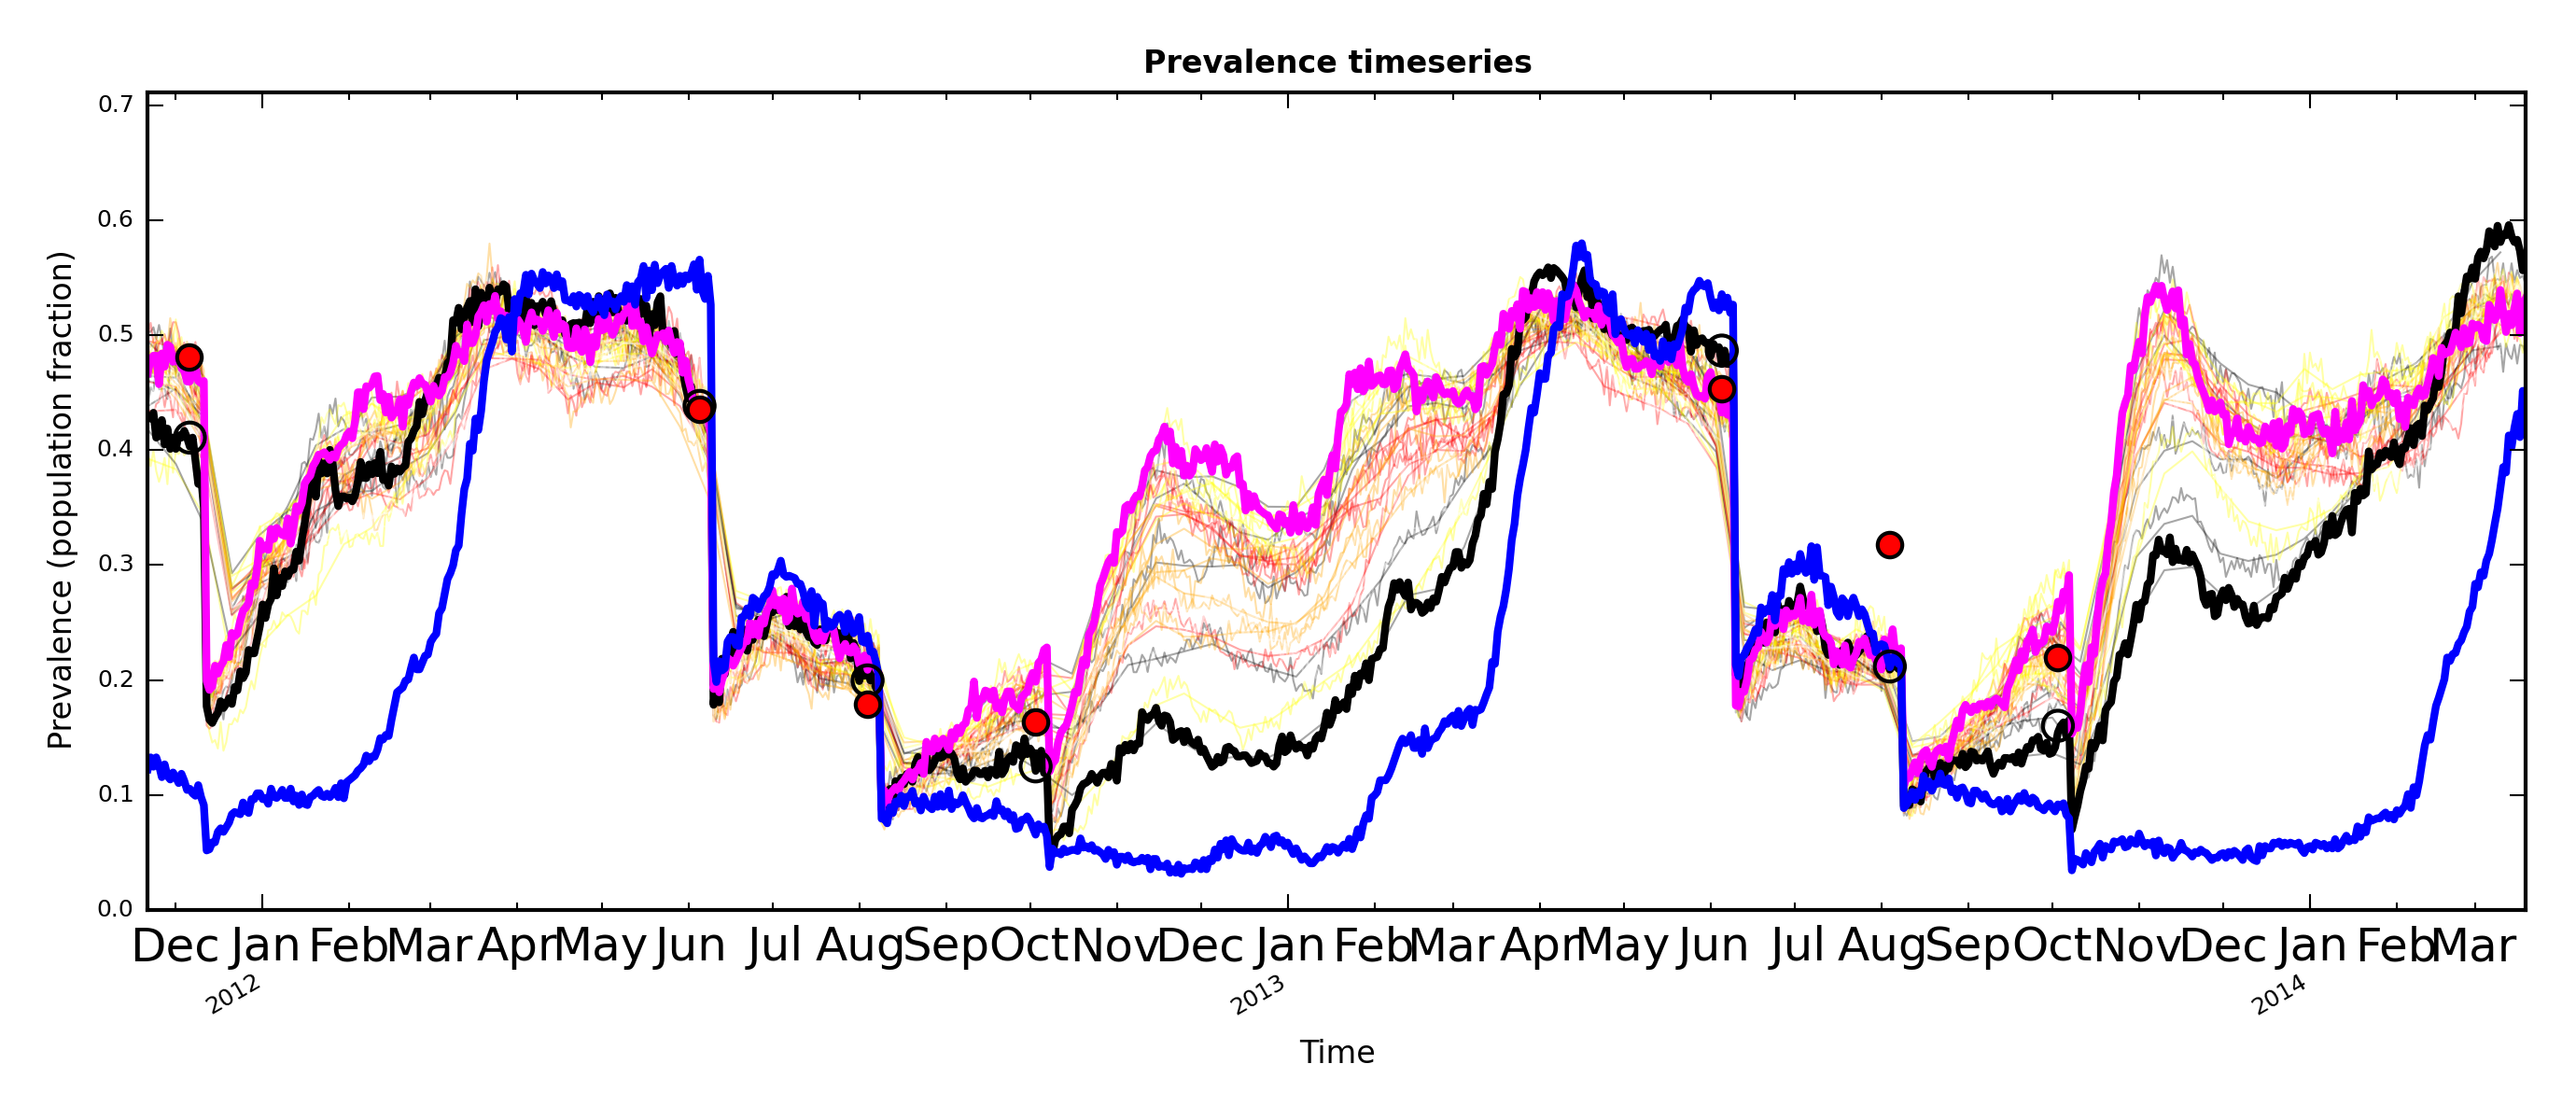 Prevalence timeseries
Prevalence (population fraction)
0.7
0.6
0.5
0.4
0.3
0.2
0.1
0.0
Dec Jan Feb Mar Apr May Jun Jul Aug Sep Oct Nov Dec Jan Feb Mar Apr May Jun Jul Aug Sep Oct Nov Dec Jan Feb Mar
2012 2013 2014
Time